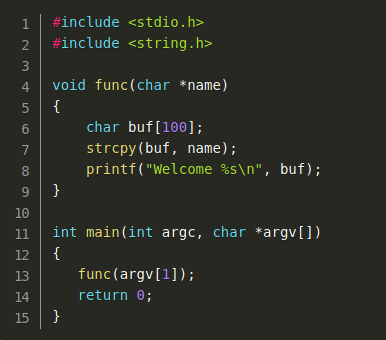 1 #include <stdio.h>
2 #include <string.h>
3
4 void func(char *name)
5 {
6     char buf[100];
7     strcpy(buf, name);
8     printf("Welcome %s\n", buf);
9 }
10
11 int main(int argc, char *argv[])
12 {
13    func(argv[1]);
14    return 0;
15 }